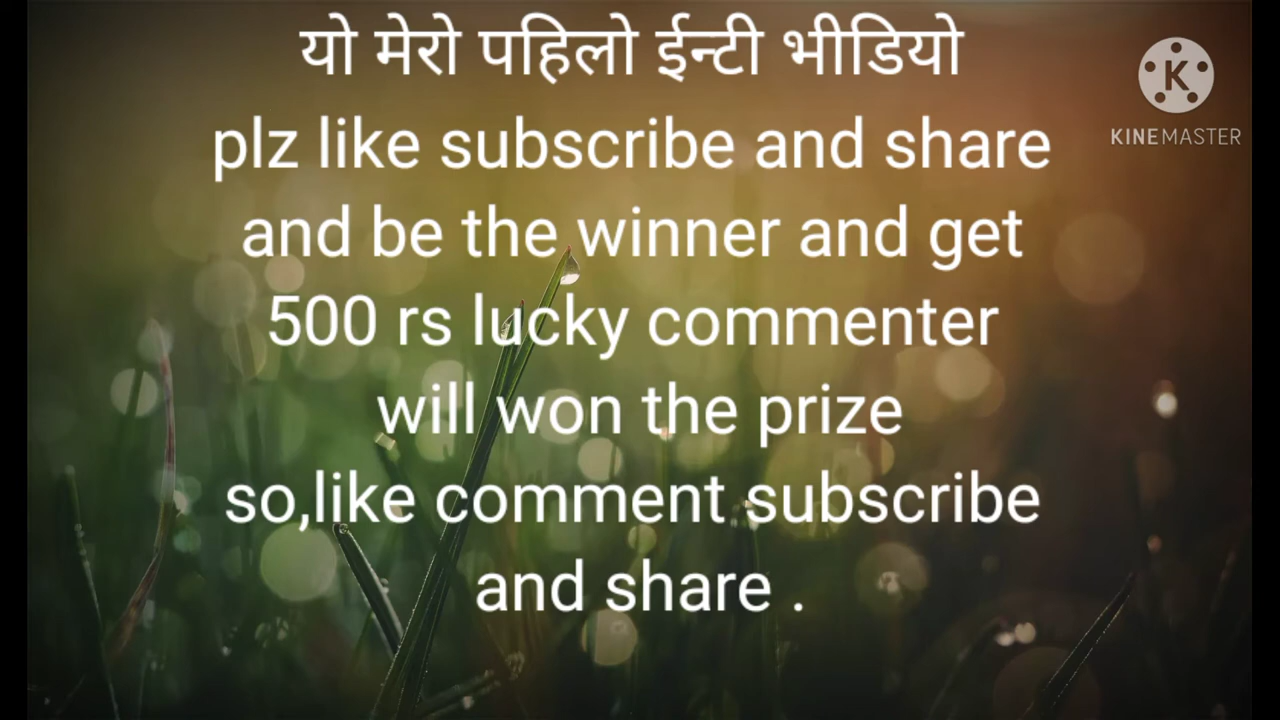 यो मेरो पहिलो ईन्टी भीडियो
plz like subscribe and share
and be the winner and get
500 rs lucky commenter
will won the prize
so,like comment subscribe
and share .
K
KINEMASTER